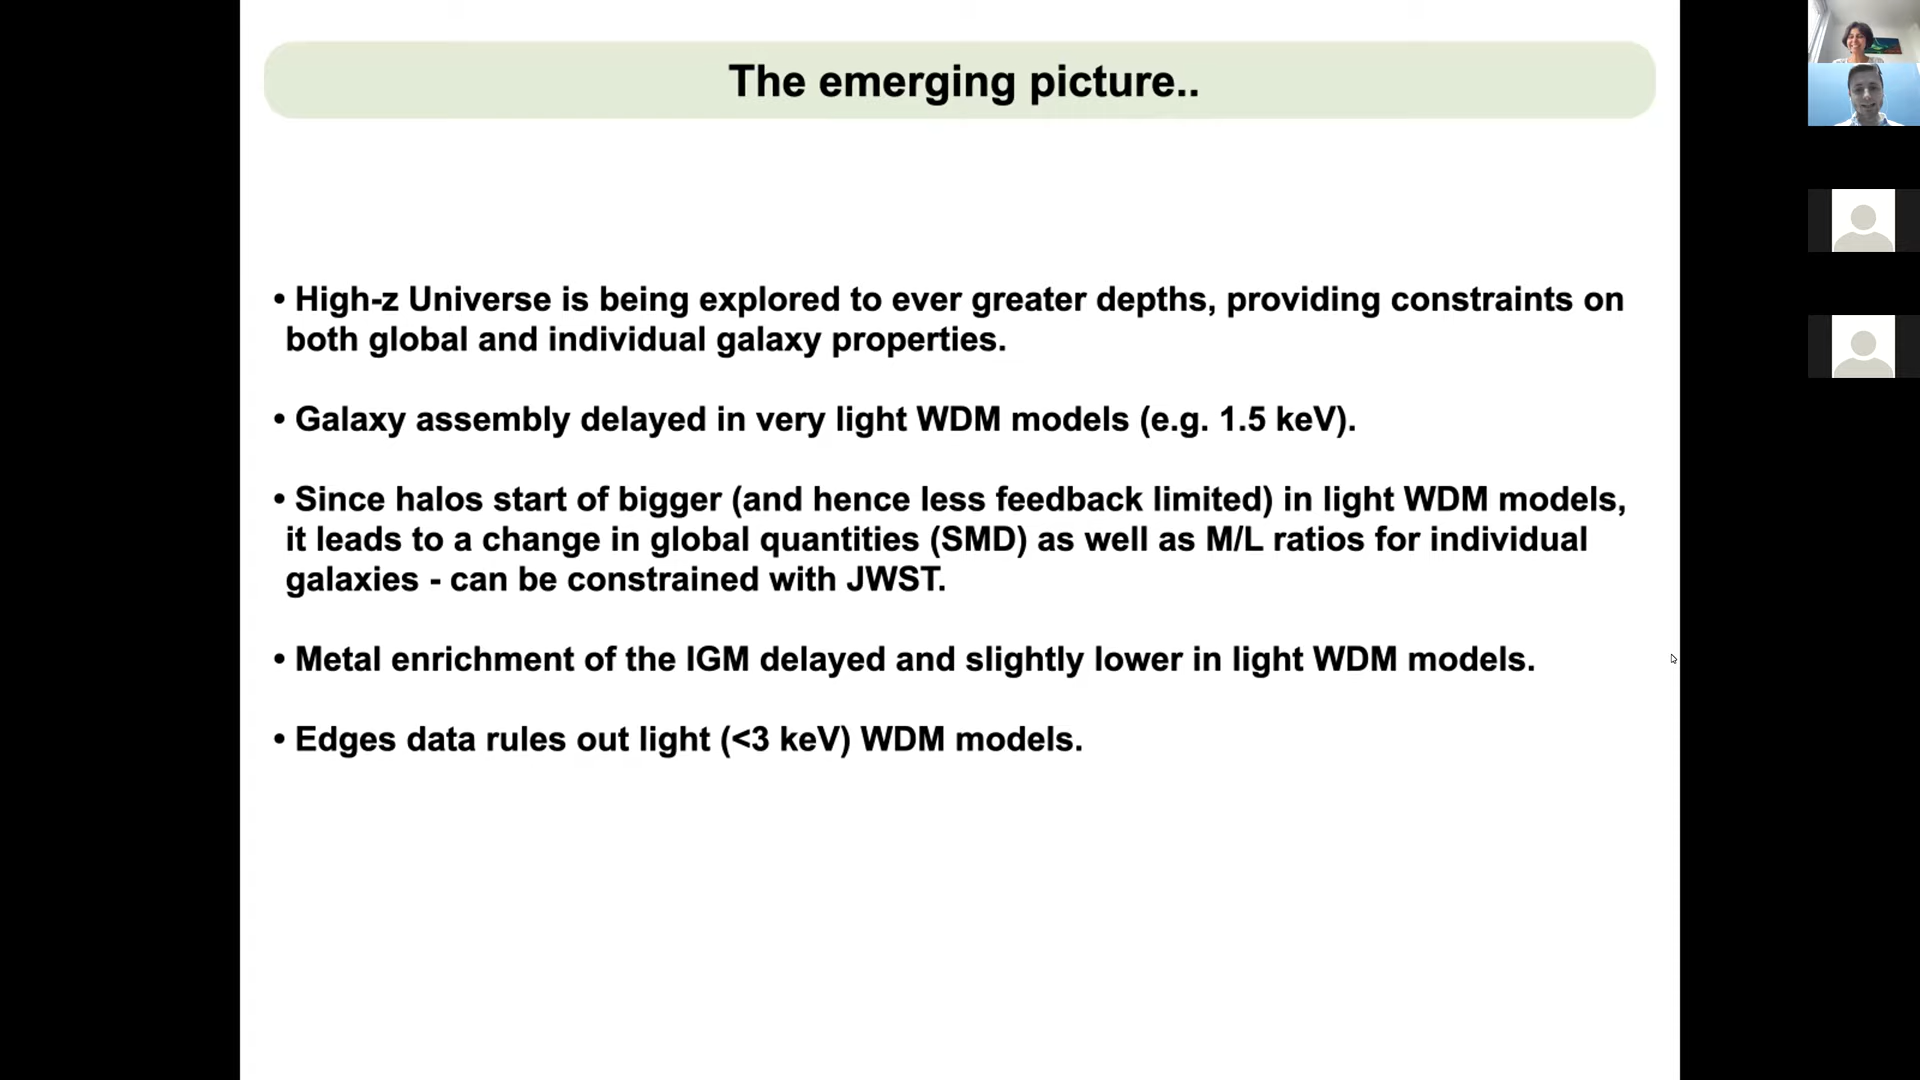 The emerging picture..
• High-z Universe is being explored to ever greater depths, providing constraints on
both global and individual galaxy properties.
• Galaxy assembly delayed in very light WDM models (e.g. 1.5 keV).
• Since halos start of bigger (and hence less feedback limited) in light WDM models,
it leads to a change in global quantities (SMD) as well as M/L ratios for individual
galaxies - can be constrained with JWST.
• Metal enrichment of the IGM delayed and slightly lower in light WDM models.
• Edges data rules out light (<3 keV) WDM models.